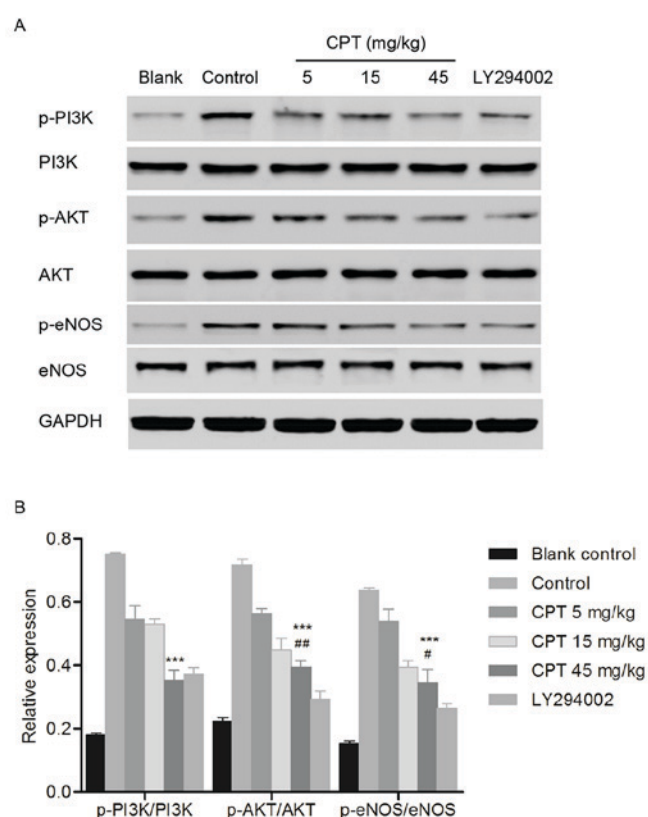 A
CPT (mg/kg)
Blank Control 5 15 45 LY294002
p-PI3K
PI3K
p-AKT
AKT
p-eNOS
eNOS
GAPDH
B
0.8
0.6
0.4
0.2
0.0
Relative expression
***
***
##
***
#
p-PI3K/PI3K p-AKT/AKT p-eNOS/eNOS
Blank control
Control
CPT 5 mg/kg
CPT 15 mg/kg
CPT 45 mg/kg
LY294002